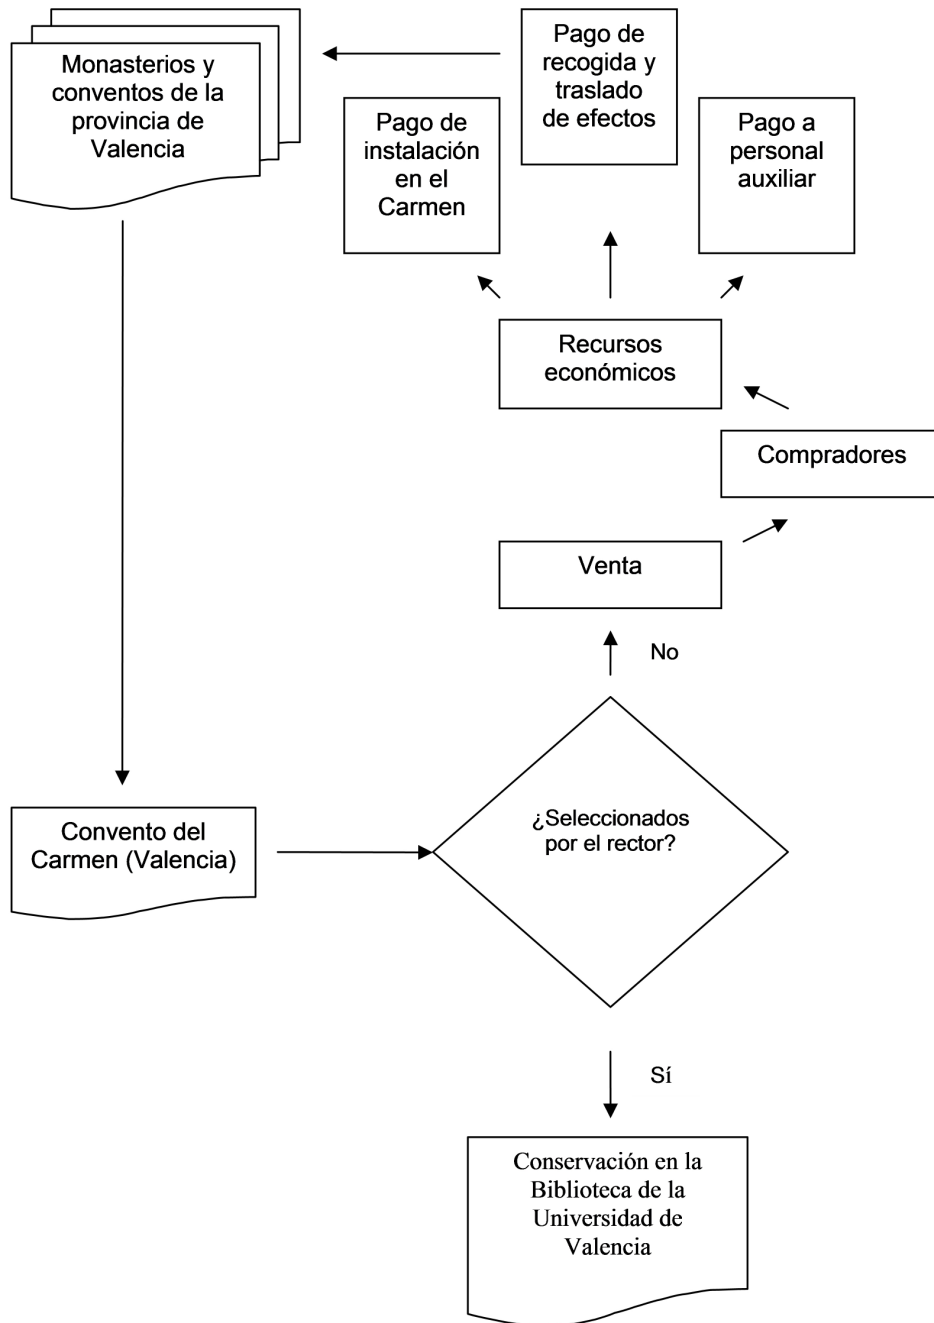 Monasterios y
conventos de la
provincia de
Valencia
Pago de
instalación
en el
Carmen
Pago de
recogida y
traslado
de efectos
Pago a
personal
auxiliar
Recursos
económicos
Compradores
Venta
No
¿Seleccionados
por el rector?
Convento del
Carmen (Valencia)
Sí
Conservación en la
Biblioteca de la
Universidad de
Valencia